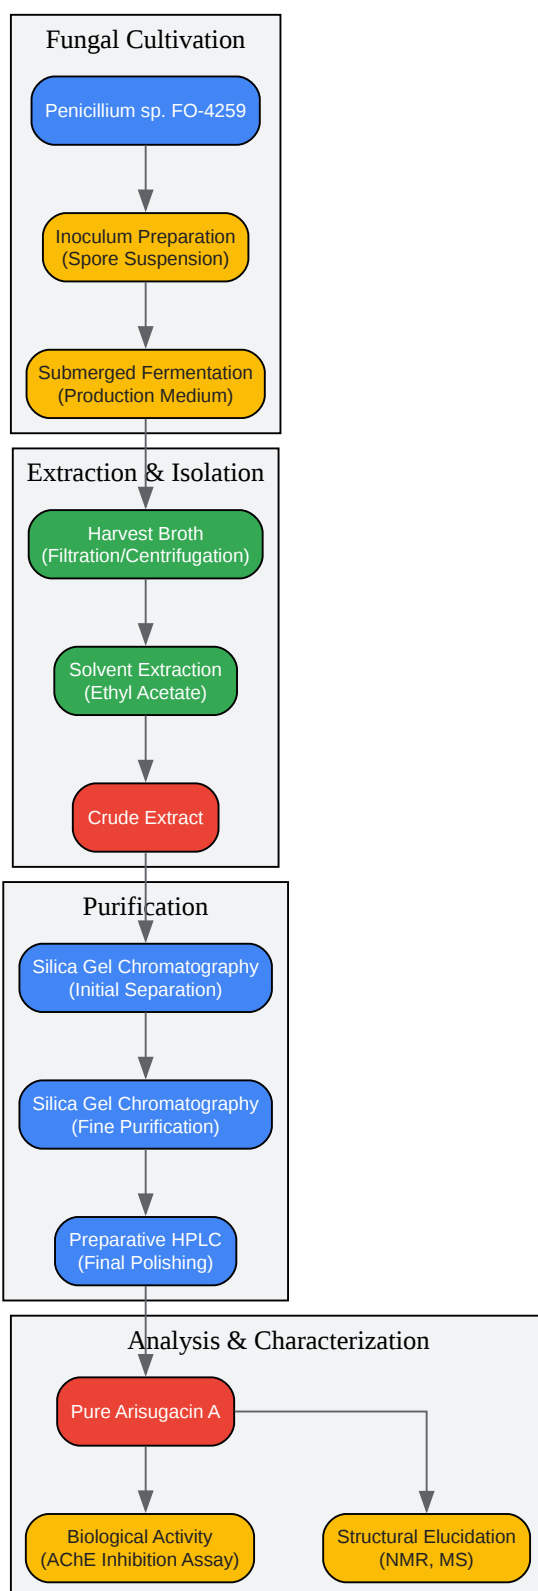 Fungal Cultivation
Penicillium sp. FO-4259
Inoculum Preparation
(Spore Suspension)
Submerged Fermentation
(Production Medium)
Extraction & Isolation
Harvest Broth
(Filtration/Centrifugation)
Solvent Extraction
(Ethyl Acetate)
Crude Extract
Purification
Silica Gel Chromatography
(Initial Separation)
Silica Gel Chromatography
(Fine Purification)
Preparative HPLC
(Final Polishing)
Analysis & Characterization
Pure Arisugacin A
Biological Activity
(AChE Inhibition Assay)
Structural Elucidation
(NMR, MS)